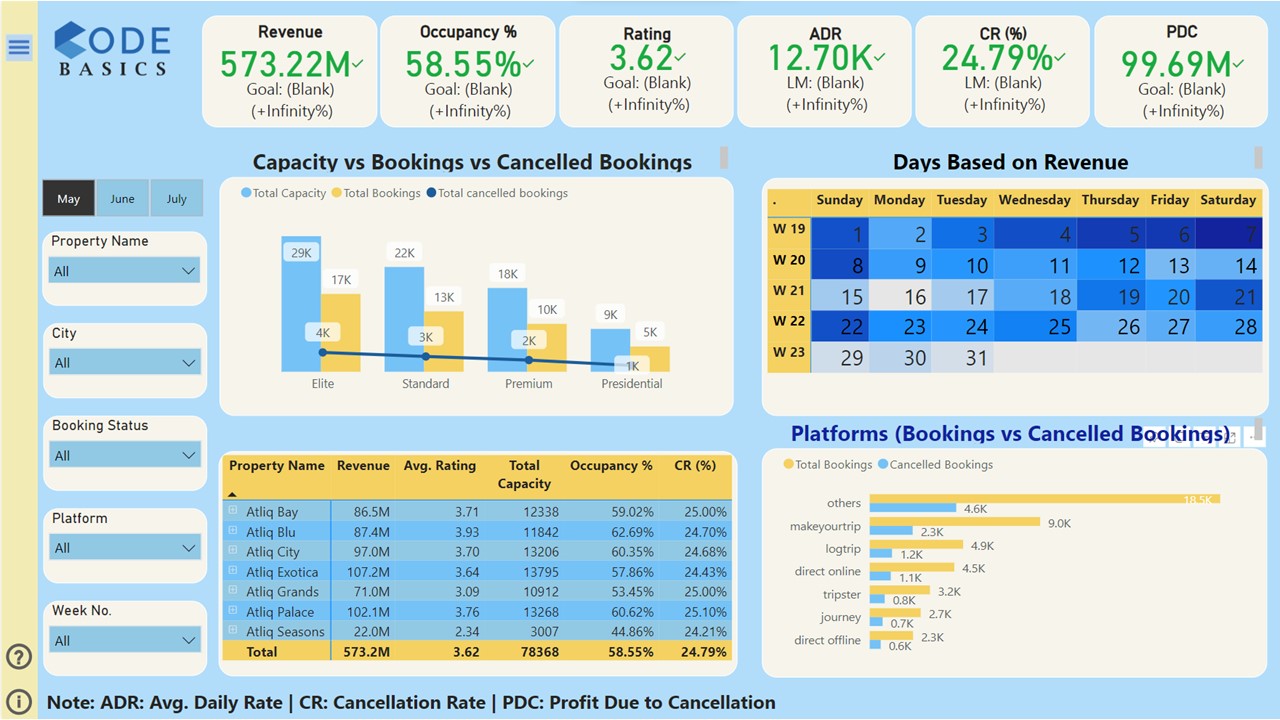 CODE
BASICS
Revenue
573.22M
Goal: (Blank)
(+Infinity%)
Occupancy %
58.55%
Goal: (Blank)
(+Infinity%)
Rating
3.62
Goal: (Blank)
(+Infinity%)
ADR
12.70K
LM: (Blank)
(+Infinity%)
CR (%)
24.79%
LM: (Blank)
(+Infinity%)
PDC
99.69M
Goal: (Blank)
(+Infinity%)
May June July
Property Name
All
City
All
Booking Status
All
Platform
All
Week No.
All
Capacity vs Bookings vs Cancelled Bookings
Total Capacity Total Bookings Total cancelled bookings
29K 17K 4K
22K 13K 3K
18K 10K 2K
9K 5K 1K
Elite Standard Premium Presidential
Days Based on Revenue
. Sunday Monday Tuesday Wednesday Thursday Friday Saturday
W 19 1 2 3 4 5 6 7
W 20 8 9 10 11 12 13 14
W 21 15 16 17 18 19 20 21
W 22 22 23 24 25 26 27 28
W 23 29 30 31
Property Name Revenue Avg. Rating Total Capacity Occupancy % CR (%)
Atliq Bay 86.5M 3.71 12338 59.02% 25.00%
Atliq Blu 87.4M 3.93 11842 62.69% 24.70%
Atliq City 97.0M 3.70 13206 60.35% 24.68%
Atliq Exotica 107.2M 3.64 13795 57.86% 24.43%
Atliq Grands 71.0M 3.09 10912 53.45% 25.00%
Atliq Palace 102.1M 3.76 13268 60.62% 25.10%
Atliq Seasons 22.0M 2.34 3007 44.86% 24.21%
Total 573.2M 3.62 78368 58.55% 24.79%
Platforms (Bookings vs Cancelled Bookings)
Total Bookings Cancelled Bookings
others 18.5K 4.6K
makeyourtrip 9.0K 2.3K
logtrip 4.9K 1.2K
direct online 4.5K 1.1K
tripster 3.2K 0.8K
journey 2.7K 0.7K
direct offline 2.3K 0.6K
Note: ADR: Avg. Daily Rate | CR: Cancellation Rate | PDC: Profit Due to Cancellation